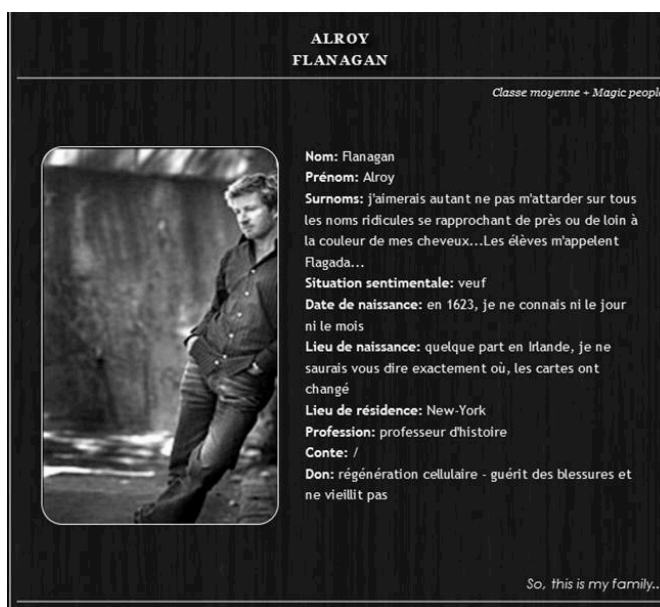 ALROY
FLANAGAN
Classe moyenne + Magic people
Nom: Flanagan
Prénom: Alroy
Surnoms: j'aimerais autant ne pas m'attarder sur tous
les noms ridicules se rapprochant de près ou de loin à
la couleur de mes cheveux...Les élèves m'appelent
Flagada...
Situation sentimentale: veuf
Date de naissance: en 1623, je ne connais ni le jour
ni le mois
Lieu de naissance: quelque part en Irlande, je ne
saurais vous dire exactement où, les cartes ont
changé
Lieu de résidence: New-York
Profession: professeur d'histoire
Conte: /
Don: régénération cellulaire - guérit des blessures et
ne vieillit pas
So, this is my family..